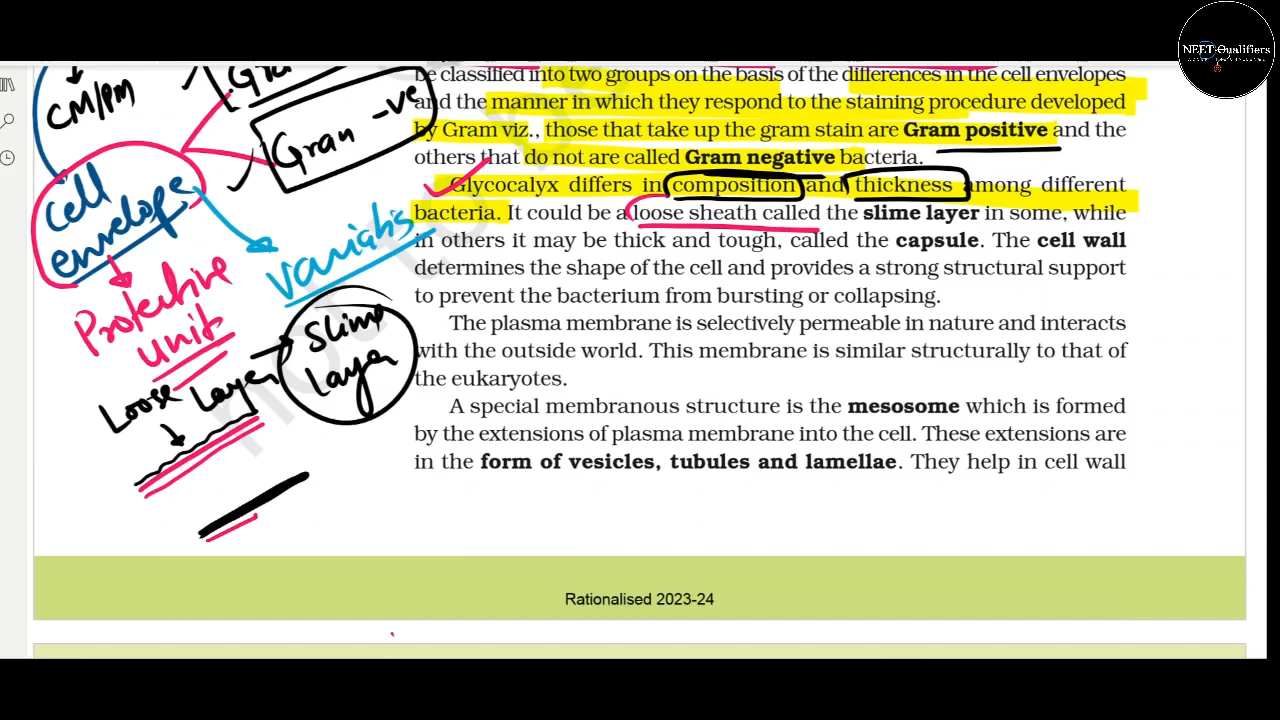 NEET Qualifiers
CM/PM
Gra
Gran -ve
Cell
envelope
Protective
unit
variatis
Loose layer
Slime
layer
be classified into two groups on the basis of the differences in the cell envelopes
and the manner in which they respond to the staining procedure developed
by Gram viz., those that take up the gram stain are Gram positive and the
others that do not are called Gram negative bacteria.
Glycocalyx differs in composition and thickness among different
bacteria. It could be a loose sheath called the slime layer in some, while
in others it may be thick and tough, called the capsule. The cell wall
determines the shape of the cell and provides a strong structural support
to prevent the bacterium from bursting or collapsing.
The plasma membrane is selectively permeable in nature and interacts
with the outside world. This membrane is similar structurally to that of
the eukaryotes.
A special membranous structure is the mesosome which is formed
by the extensions of plasma membrane into the cell. These extensions are
in the form of vesicles, tubules and lamellae. They help in cell wall
Rationalised 2023-24